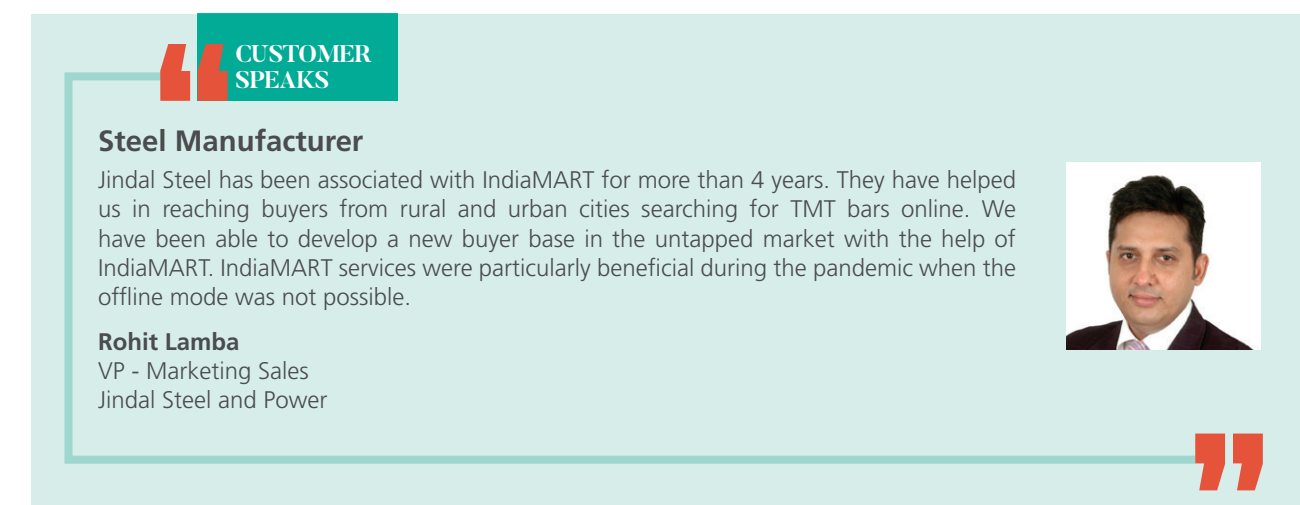 CUSTOMER
SPEAKS
Steel Manufacturer
Jindal Steel has been associated with IndiaMART for more than 4 years. They have helped
us in reaching buyers from rural and urban cities searching for TMT bars online. We
have been able to develop a new buyer base in the untapped market with the help of
IndiaMART. IndiaMART services were particularly beneficial during the pandemic when the
offline mode was not possible.
Rohit Lamba
VP - Marketing Sales
Jindal Steel and Power